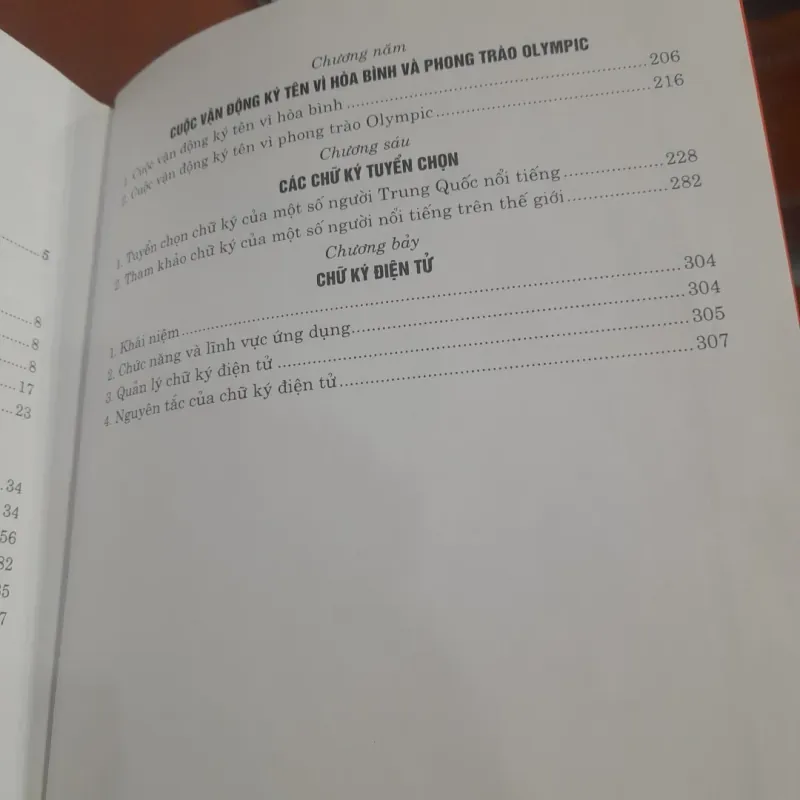 5
8
8
8
17
23
34
34
56
82
7
Chương năm
CUỘC VẬN ĐỘNG KÝ TÊN VÌ HÒA BÌNH VÀ PHONG TRÀO OLYMPIC
1. Cuộc vận động ký tên vì hòa bình 206
2. Cuộc vận động ký tên vì phong trào Olympic 216
Chương sáu
CÁC CHỮ KÝ TUYỂN CHỌN
1. Tuyển chọn chữ ký của một số người Trung Quốc nổi tiếng 228
2. Tham khảo chữ ký của một số người nổi tiếng trên thế giới 282
Chương bảy
CHỮ KÝ ĐIỆN TỬ
1. Khái niệm 304
2. Chức năng và lĩnh vực ứng dụng 304
3. Quản lý chữ ký điện tử 305
4. Nguyên tắc của chữ ký điện tử 307